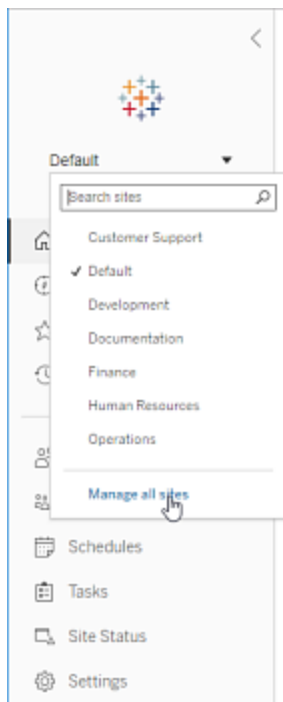 Default
Search sites
Customer Support
Default
Development
Documentation
Finance
Human Resources
Operations
Manage all sites
Schedules
Tasks
Site Status
Settings